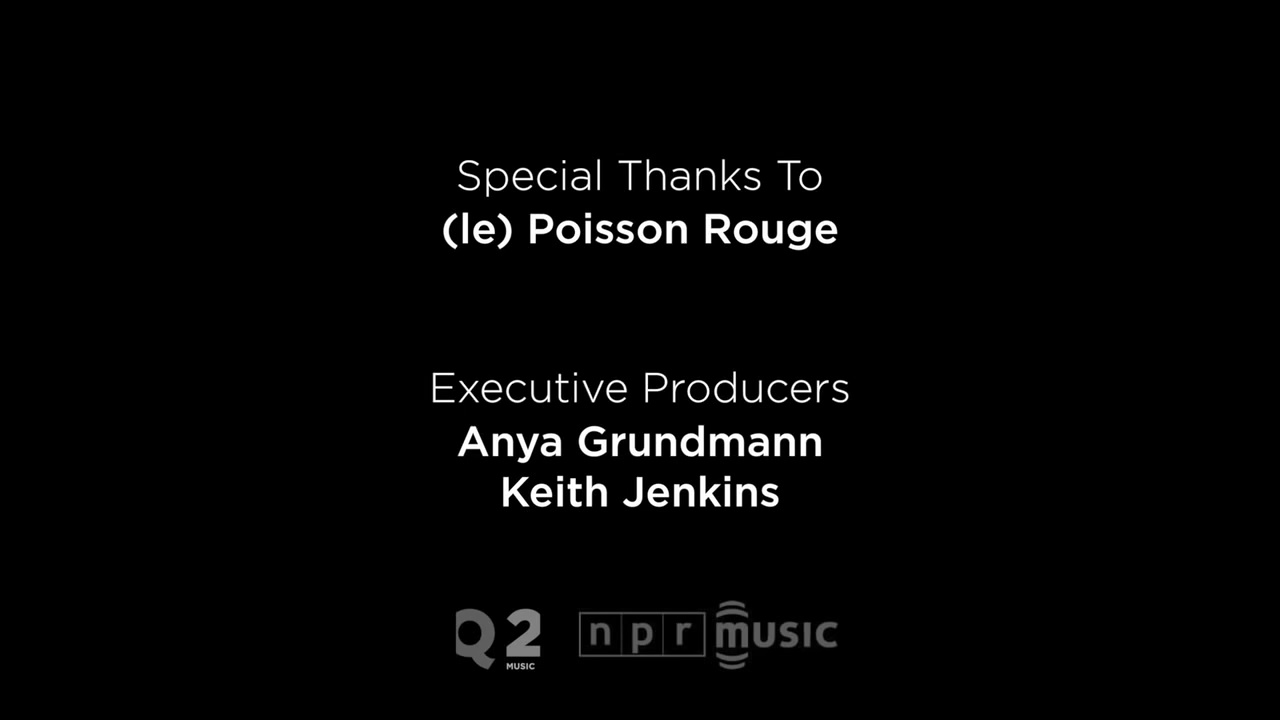 Special Thanks To
(le) Poisson Rouge
Executive Producers
Anya Grundmann
Keith Jenkins
Q2 MUSIC
npr music